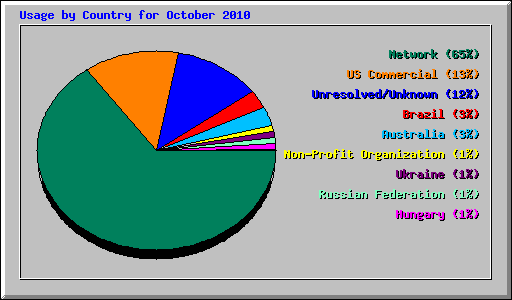 Usage by Country for October 2010
Network (65%)
US Commercial (13%)
Unresolved/Unknown (12%)
Brazil (3%)
Australia (3%)
Non-Profit Organization (1%)
Ukraine (1%)
Russian Federation (1%)
Hungary (1%)